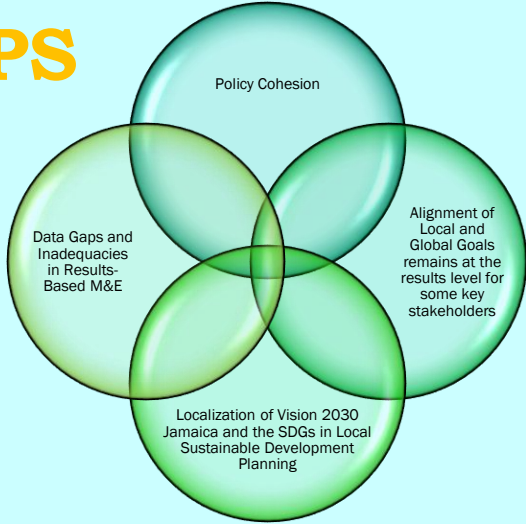 PS
Policy Cohesion
Data Gaps and
Inadequacies
in Results-
Based M&E
Alignment of
Local and
Global Goals
remains at the
results level for
some key
stakeholders
Localization of Vision 2030
Jamaica and the SDGs in Local
Sustainable Development
Planning